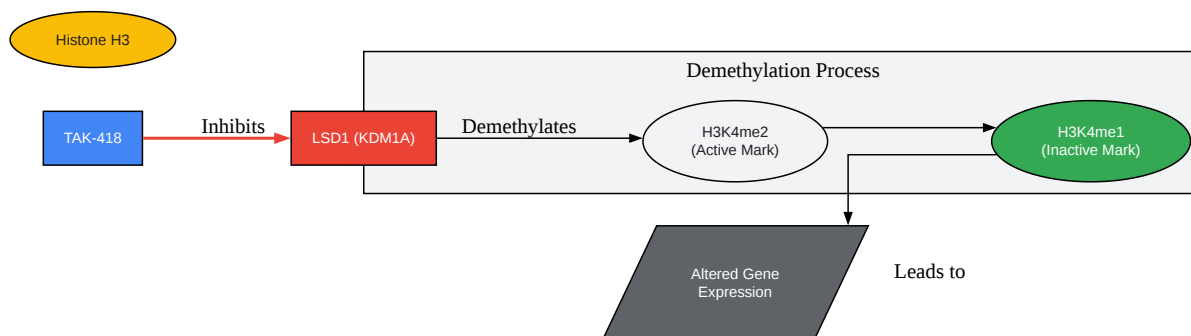 Histone H3
Demethylation Process
TAK-418
Inhibits
LSD1 (KDM1A)
Demethylates
H3K4me2
(Active Mark)
H3K4me1
(Inactive Mark)
Altered Gene
Expression
Leads to